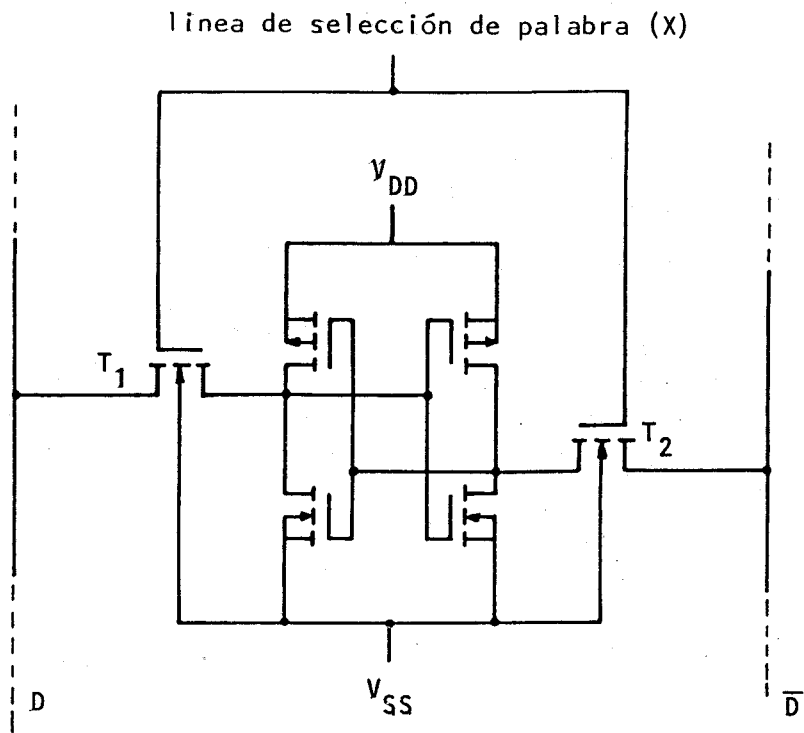 linea de selección de palabra (X)
V_DD
T_1
T_2
V_SS
D
D̅